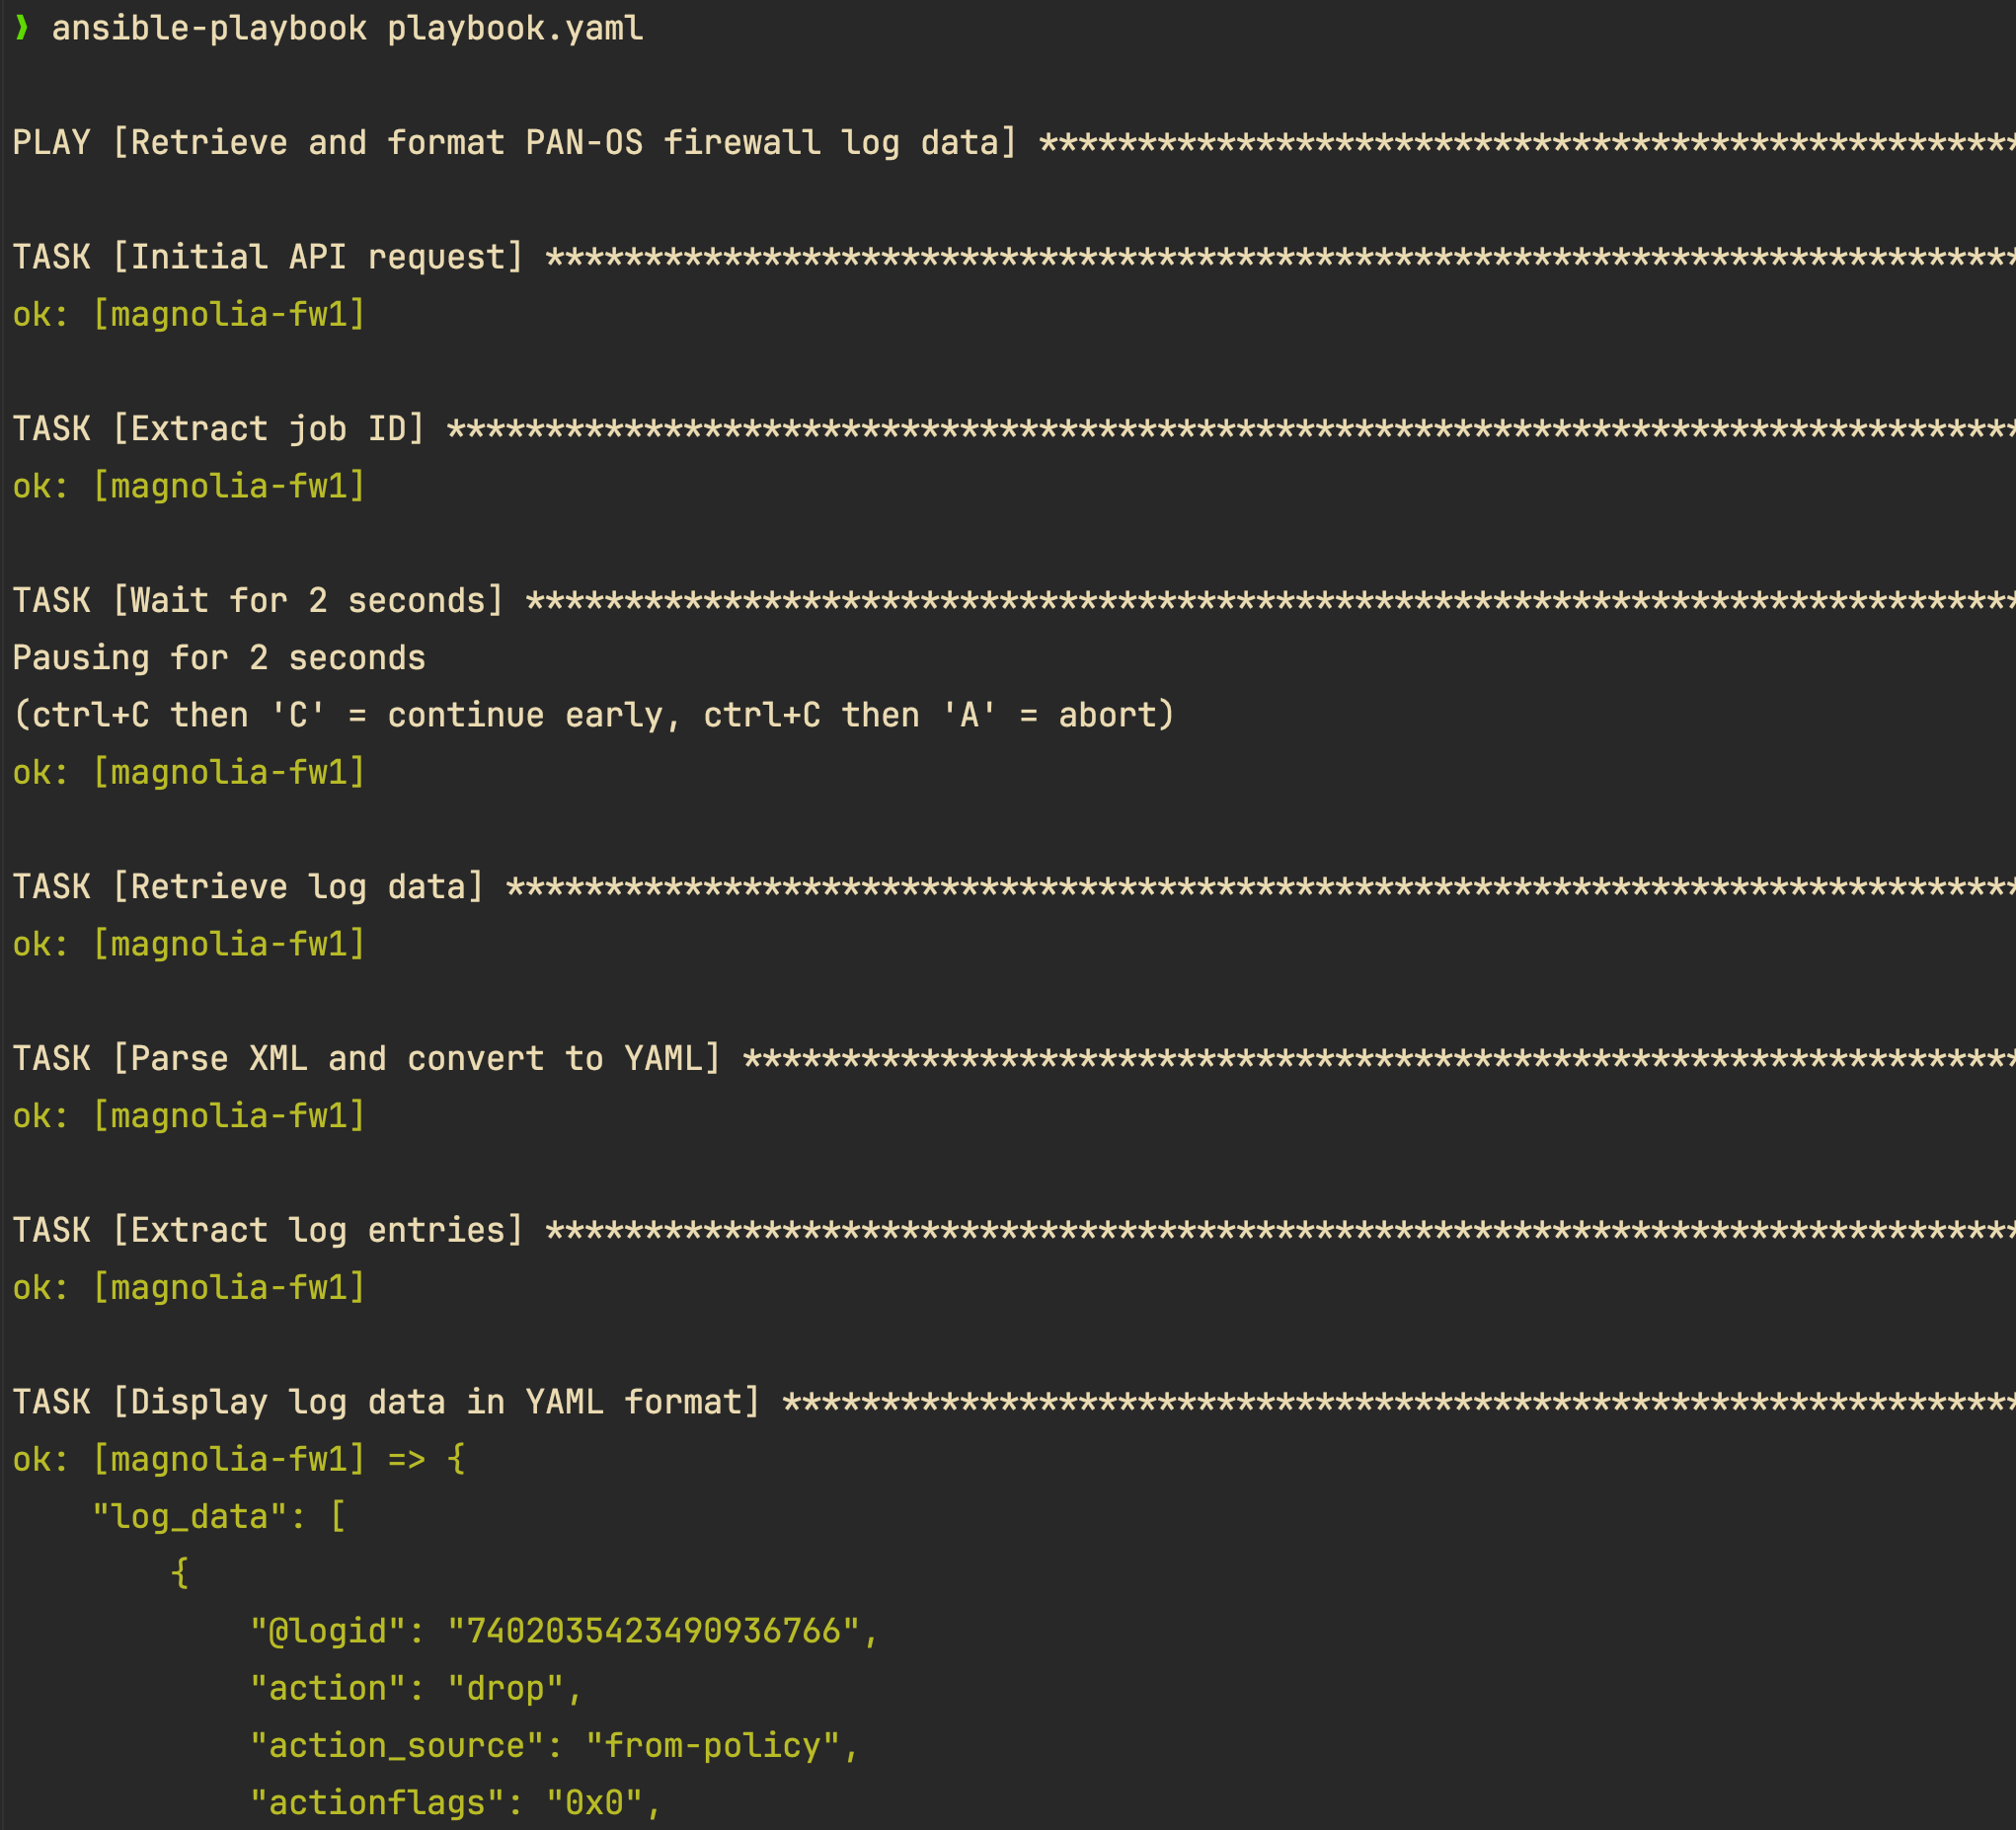 ❯ ansible-playbook playbook.yaml
PLAY [Retrieve and format PAN-OS firewall log data] **************************************************
TASK [Initial API request] ***************************************************************************
ok: [magnolia-fw1]
TASK [Extract job ID] ********************************************************************************
ok: [magnolia-fw1]
TASK [Wait for 2 seconds] ****************************************************************************
Pausing for 2 seconds
(ctrl+C then 'C' = continue early, ctrl+C then 'A' = abort)
ok: [magnolia-fw1]
TASK [Retrieve log data] *****************************************************************************
ok: [magnolia-fw1]
TASK [Parse XML and convert to YAML] *****************************************************************
ok: [magnolia-fw1]
TASK [Extract log entries] ***************************************************************************
ok: [magnolia-fw1]
TASK [Display log data in YAML format] ***************************************************************
ok: [magnolia-fw1] => {
    "log_data": [
        {
            "@logid": "7402035423490936766",
            "action": "drop",
            "action_source": "from-policy",
            "actionflags": "0x0",